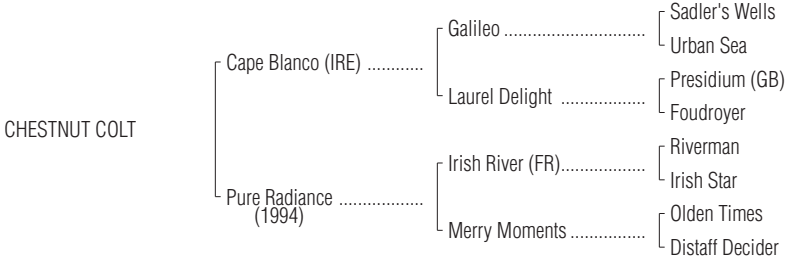 Sadler's Wells
Galileo ..............................
Urban Sea
Cape Blanco (IRE) ............
Presidium (GB)
Laurel Delight ..................
Foudroyer
CHESTNUT COLT
Riverman
Irish River (FR)..................
Irish Star
Pure Radiance ..................
(1994)
Olden Times
Merry Moments ................
Distaff Decider